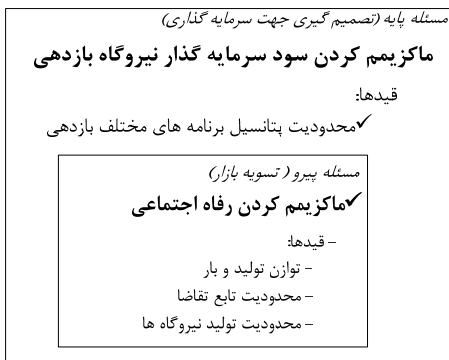 مسئله پایه (تصمیم گیری جهت سرمایه گذاری)
ماکزیمم کردن سود سرمایه گذار نیروگاه بازدهی
قیدها:
✓محدودیت پتانسیل برنامه های مختلف بازدهی
مسئله پیرو ( تسویه بازار)
✓ماکزیمم کردن رفاه اجتماعی
– قیدها:
– توازن تولید و بار
– محدودیت تابع تقاضا
– محدودیت تولید نیروگاه ها